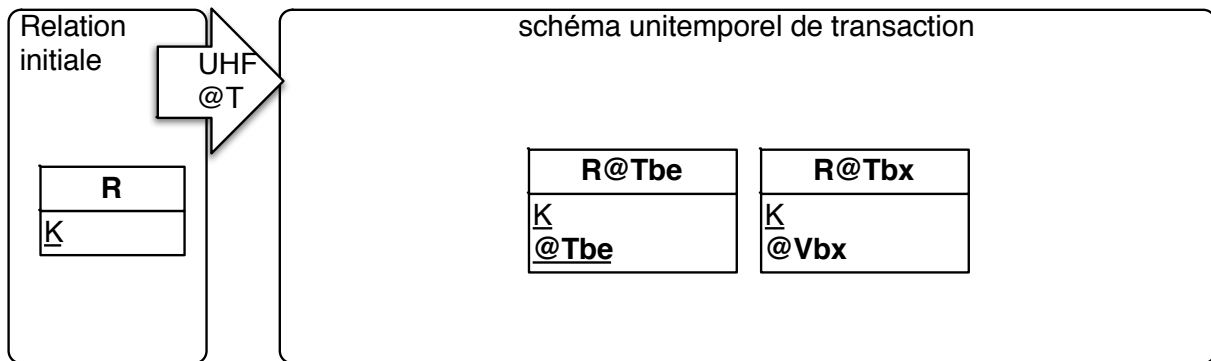 Relation
initiale
UHF
@T
R
K
schéma unitemporel de transaction
R@Tbe
K
@Tbe
R@Tbx
K
@Vbx